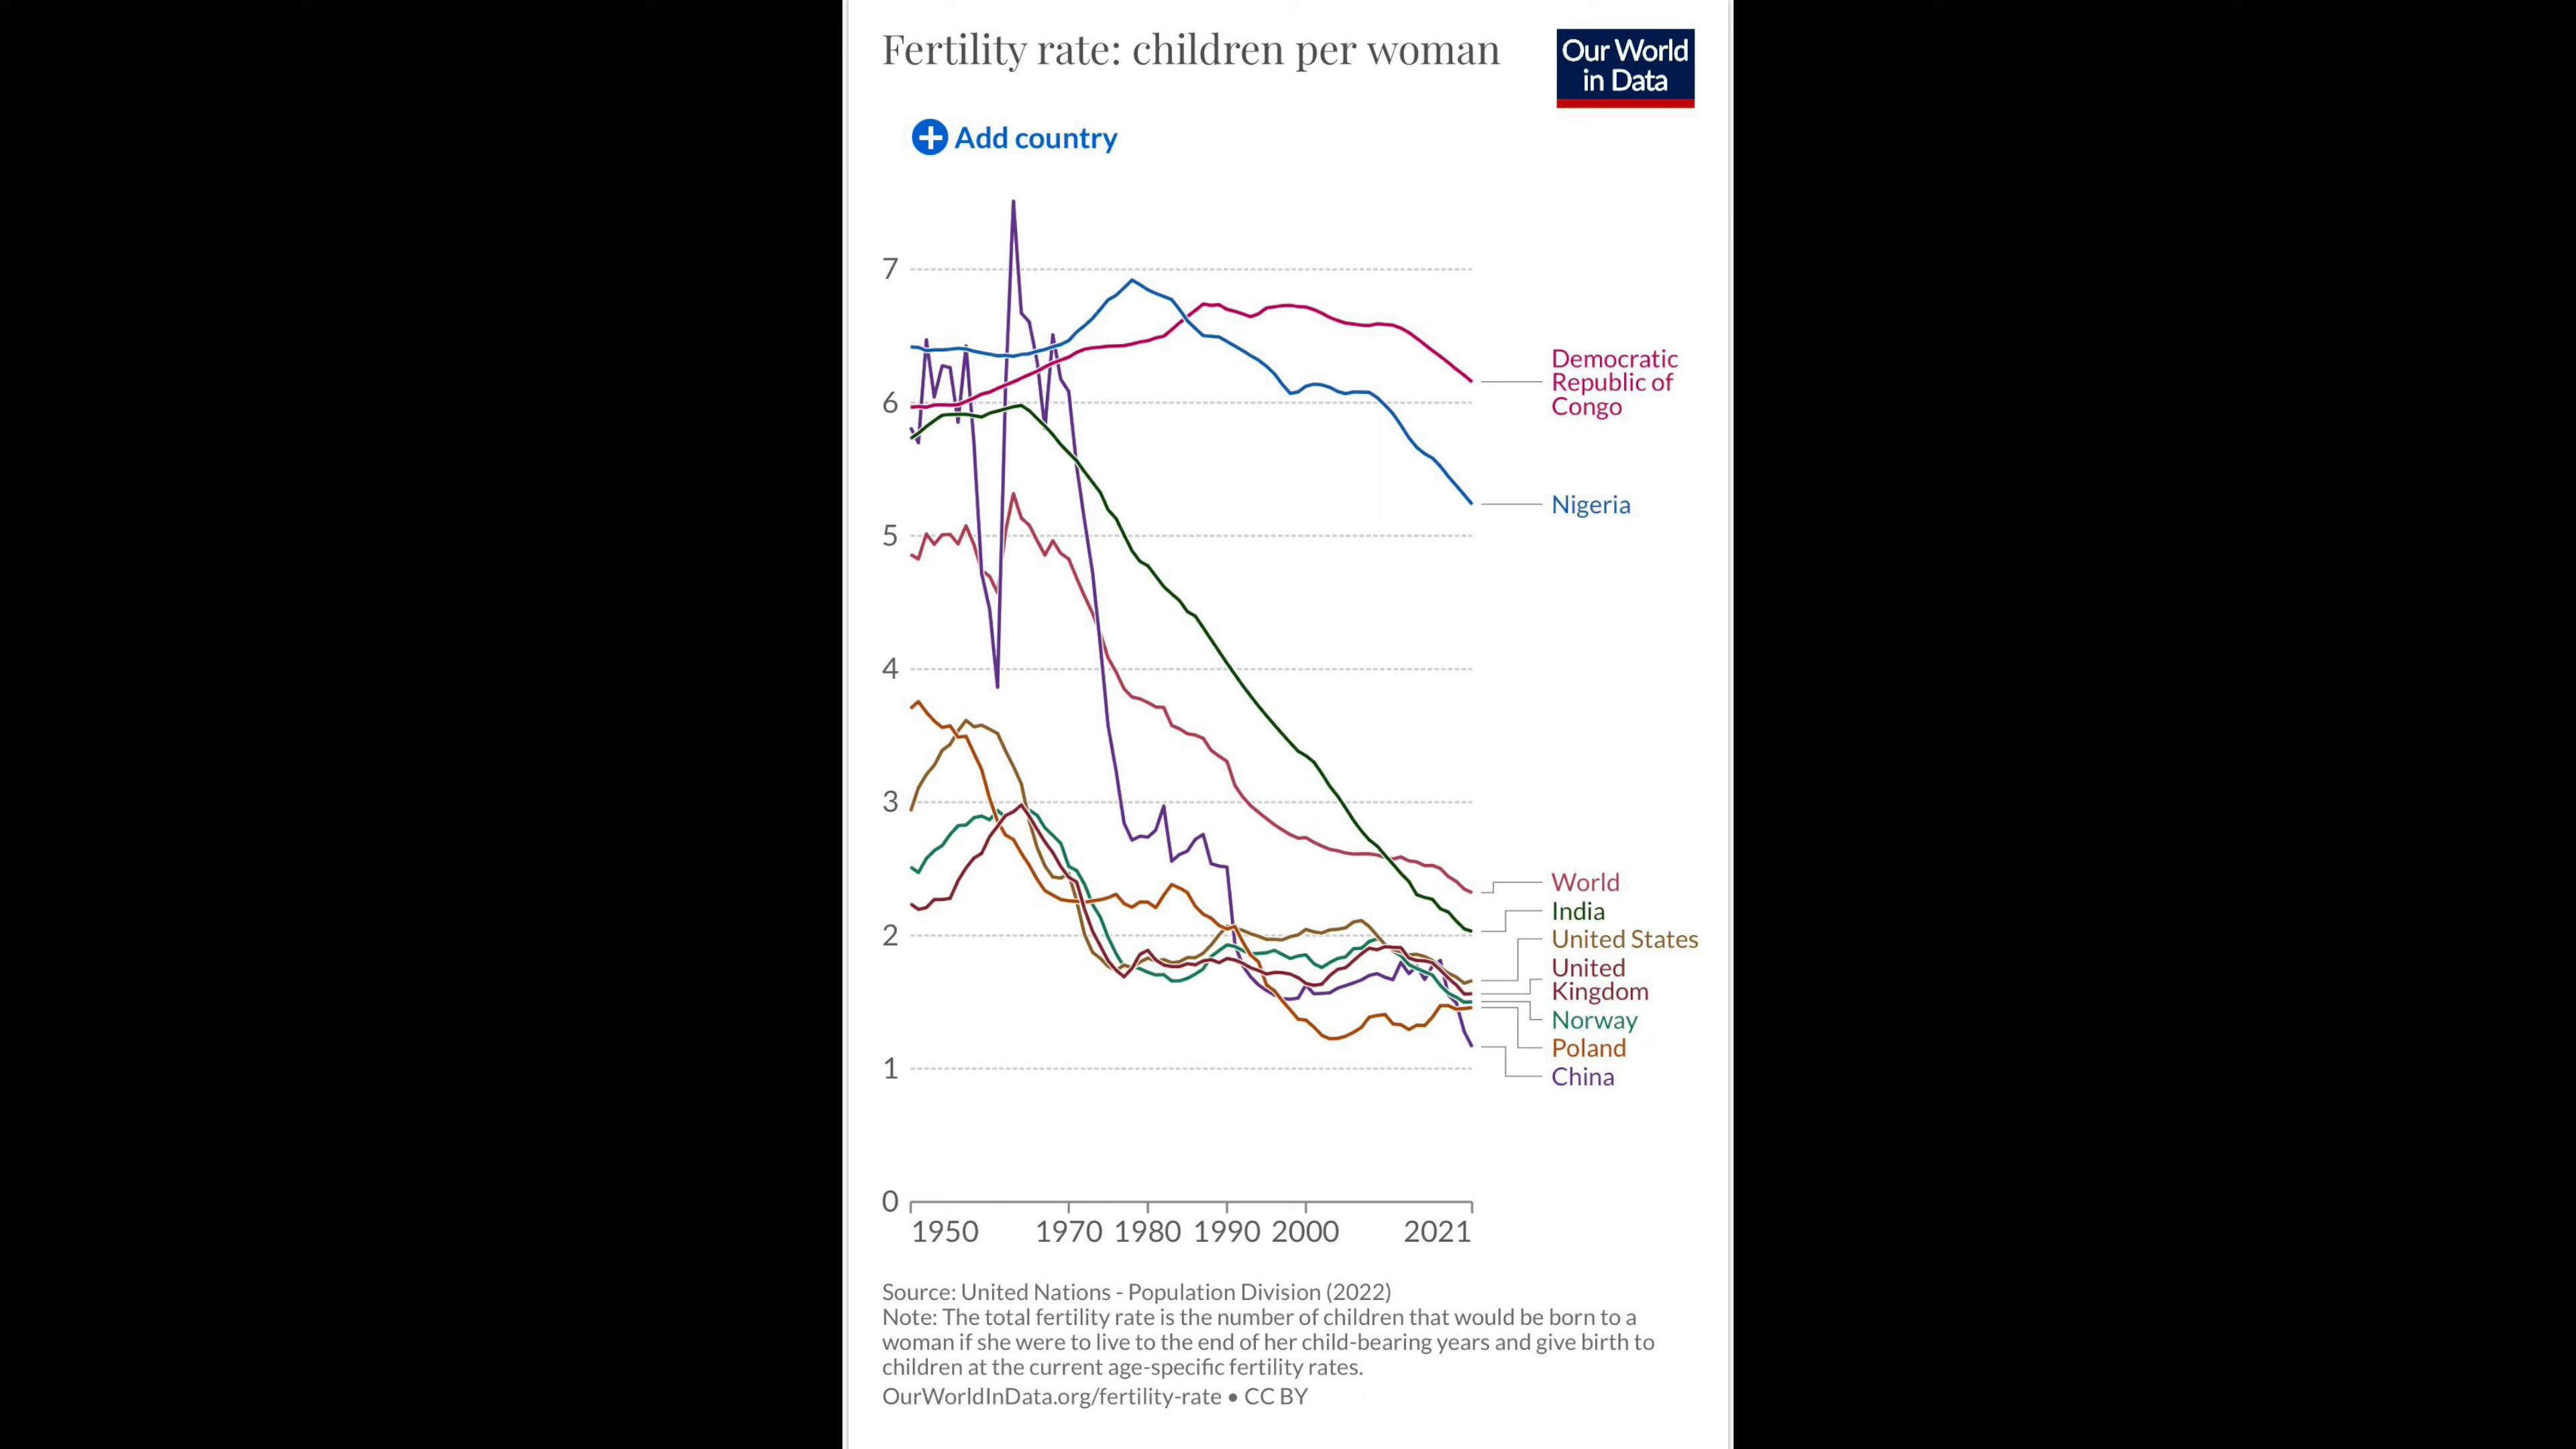 Fertility rate: children per woman
Our World
in Data
Add country
7
6
5
4
3
2
1
0
Democratic
Republic of
Congo
Nigeria
World
India
United States
United
Kingdom
Norway
Poland
China
1950 1970 1980 1990 2000 2021
Source: United Nations - Population Division (2022)
Note: The total fertility rate is the number of children that would be born to a
woman if she were to live to the end of her child-bearing years and give birth to
children at the current age-specific fertility rates.
OurWorldInData.org/fertility-rate • CC BY